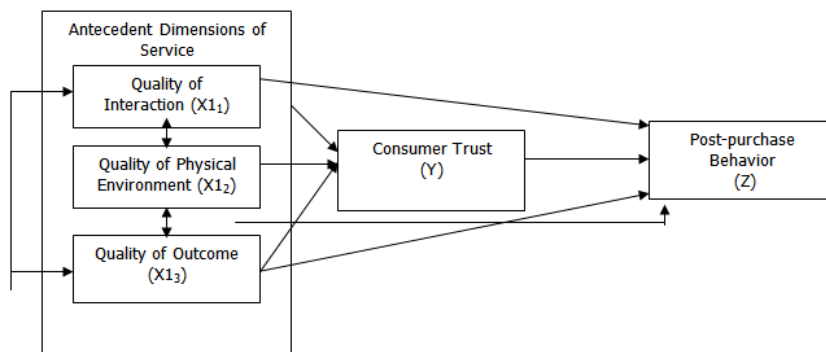 Antecedent Dimensions of
Service
Quality of
Interaction (X1₁)
Quality of Physical
Environment (X1₂)
Quality of Outcome
(X1₃)
Consumer Trust
(Y)
Post-purchase
Behavior
(Z)